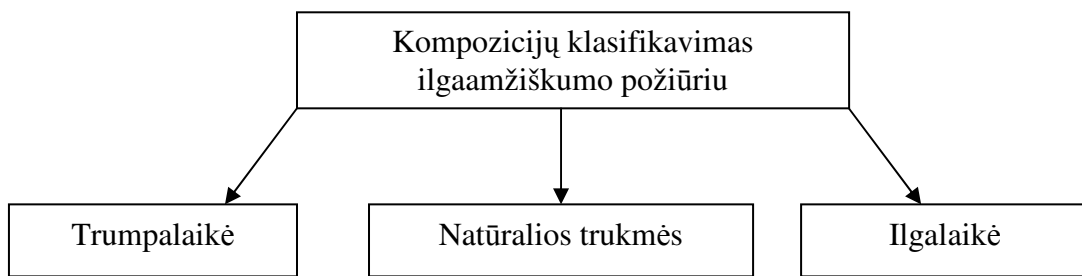 Kompozicijų klasifikavimas
ilgaamžiškumo požiūriu
Trumpalaikė
Natūralios trukmės
Ilgalaikė